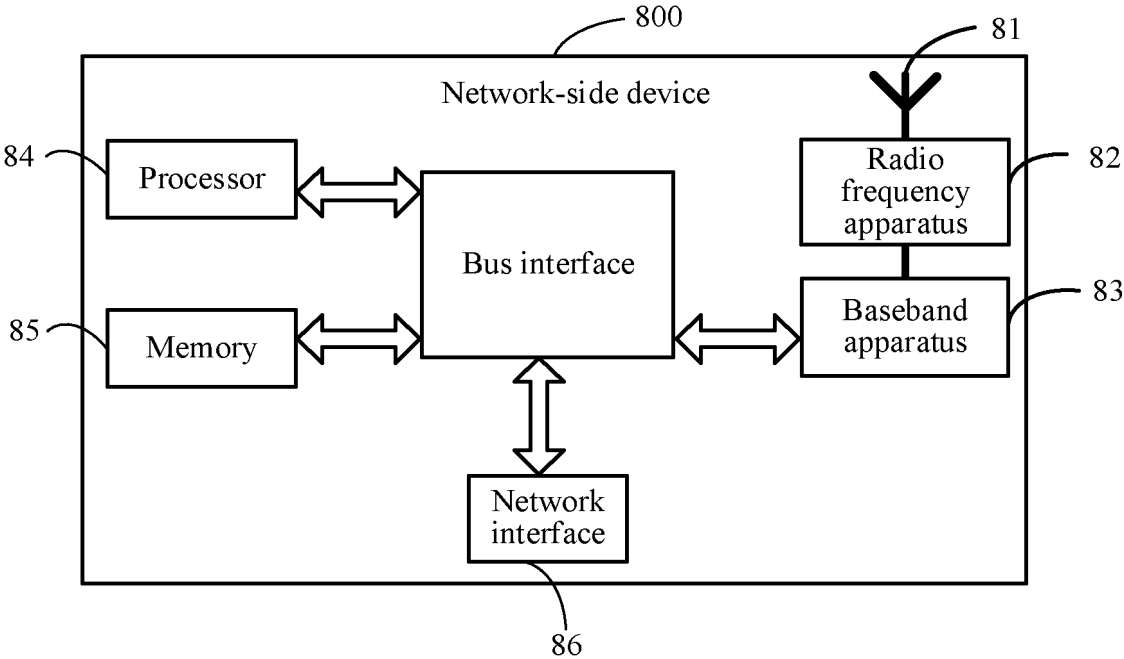 800
81
Network-side device
84
Processor
Radio
frequency
apparatus
82
Bus interface
85
Memory
Baseband
apparatus
83
Network
interface
86